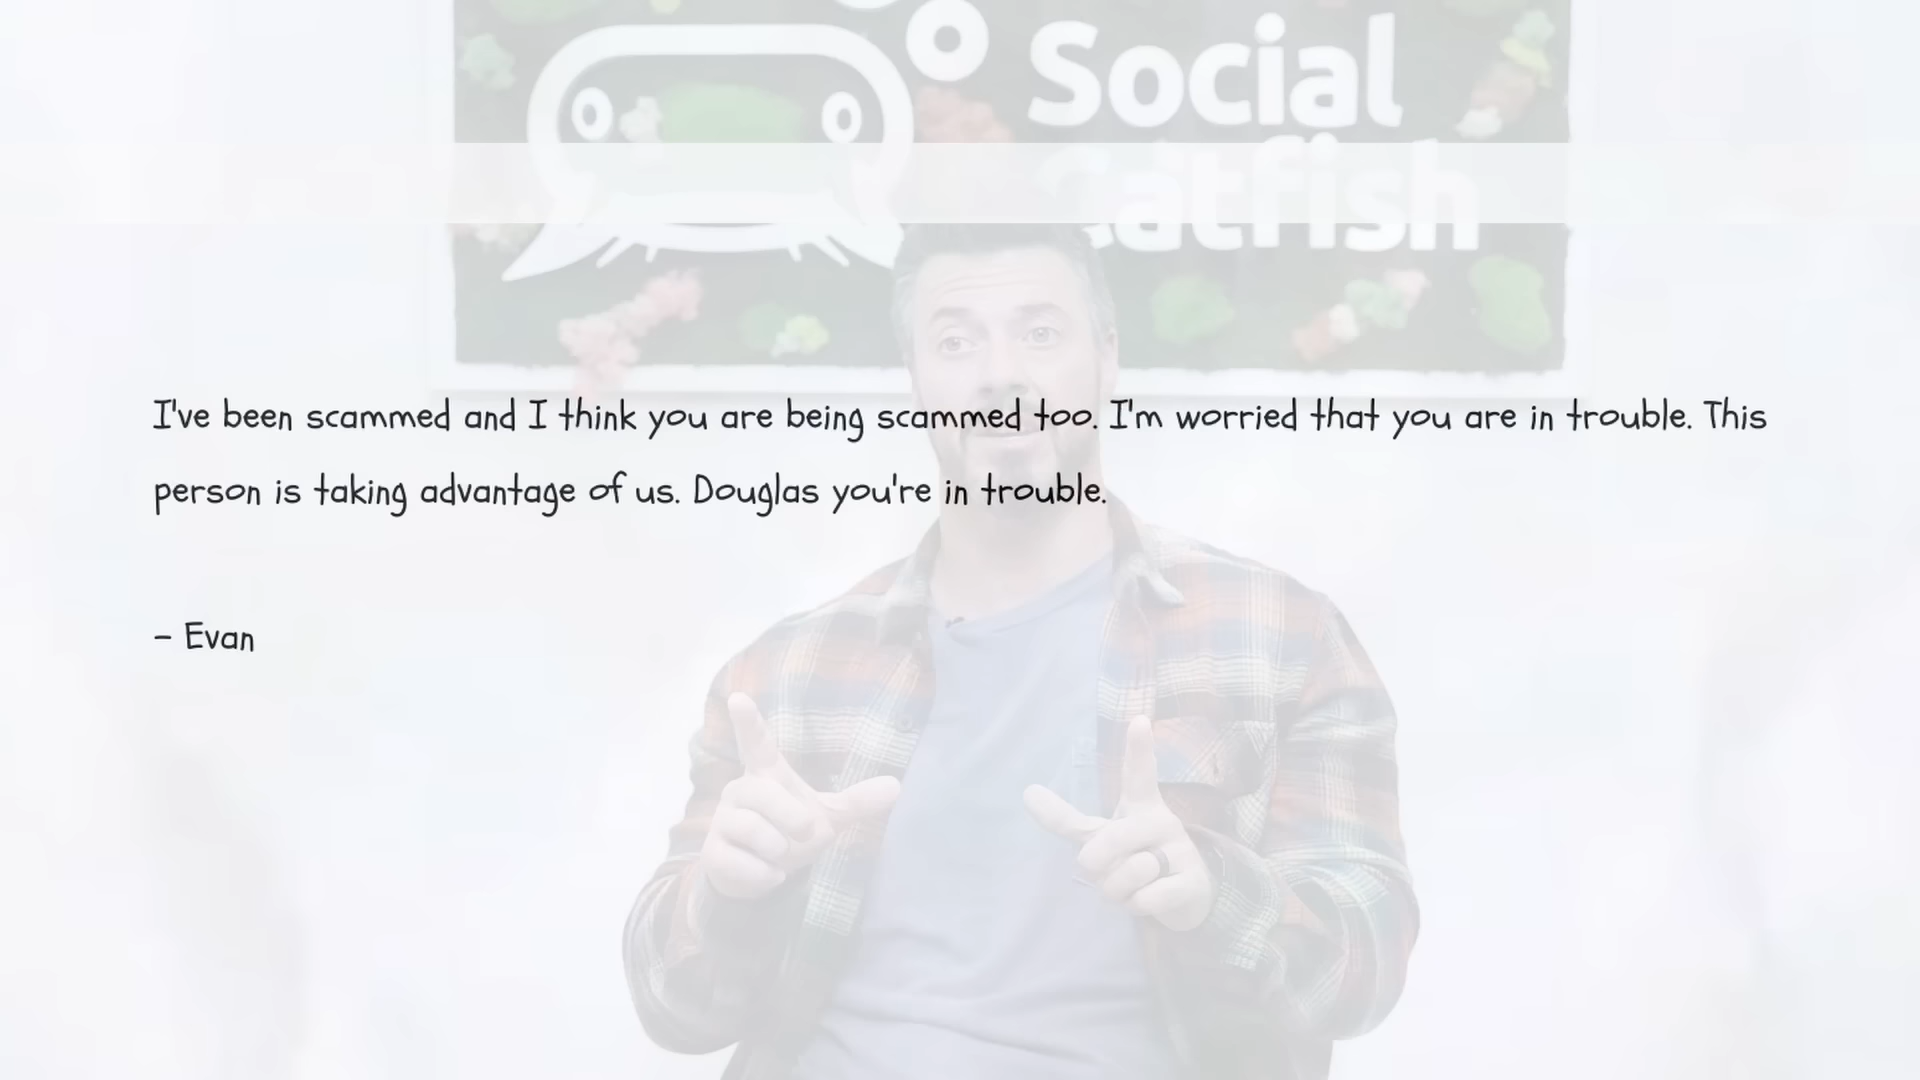 Social
Catfish
I've been scammed and I think you are being scammed too. I'm worried that you are in trouble. This
person is taking advantage of us. Douglas you're in trouble.
– Evan